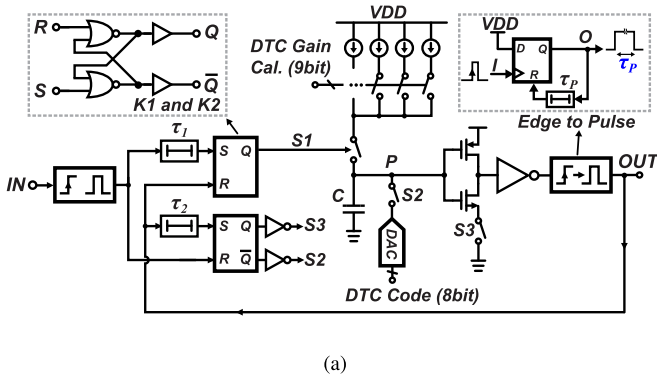 R
Q
S
Q
K1 and K2
VDD
DTC Gain
Cal. (9bit)
VDD
D Q
R
I
O
τP
τP
Edge to Pulse
IN
τ1
S Q
R
S1
τ2
S Q
R Q
S3
S2
P
C
S2
DAC
DTC Code (8bit)
S3
OUT
(a)